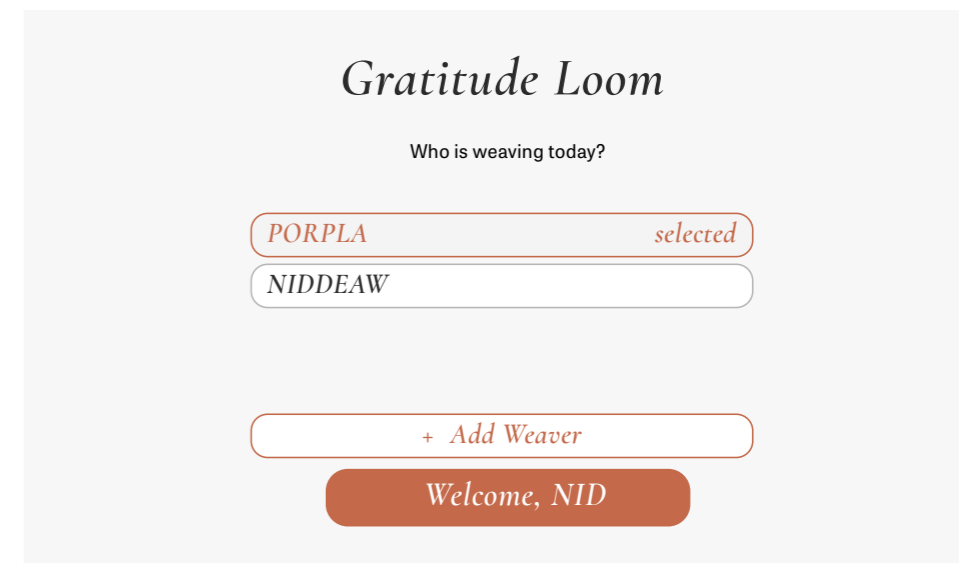 Gratitude Loom
Who is weaving today?
PORPLA selected
NIDDEAW
+ Add Weaver
Welcome, NID